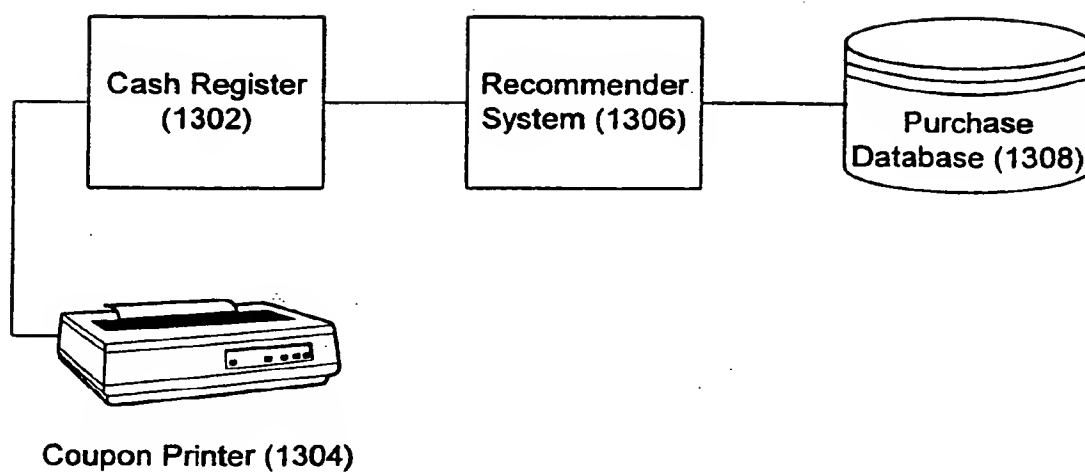 Cash Register
(1302)
Recommender
System (1306)
Purchase
Database (1308)
Coupon Printer (1304)